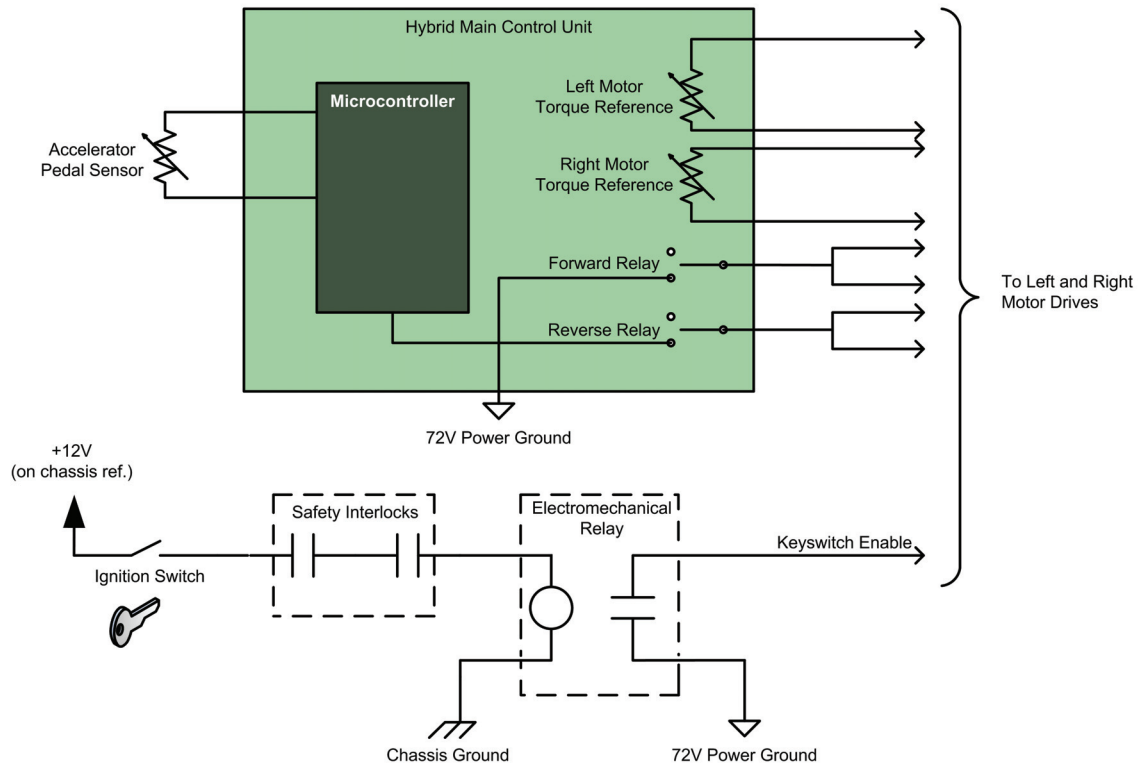 Hybrid Main Control Unit
Microcontroller
Accelerator
Pedal Sensor
Left Motor
Torque Reference
Right Motor
Torque Reference
Forward Relay
Reverse Relay
To Left and Right
Motor Drives
72V Power Ground
+12V
(on chassis ref.)
Ignition Switch
Safety Interlocks
Electromechanical
Relay
Keyswitch Enable
Chassis Ground
72V Power Ground